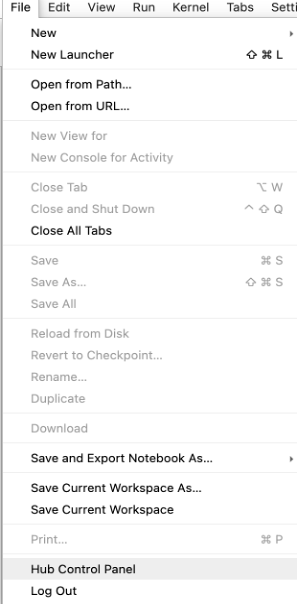 File Edit View Run Kernel Tabs Setti
New
New Launcher ⇧ ⌘ L
Open from Path...
Open from URL...
New View for
New Console for Activity
Close Tab ⌥ W
Close and Shut Down ^ ⇧ Q
Close All Tabs
Save ⌘ S
Save As... ⇧ ⌘ S
Save All
Reload from Disk
Revert to Checkpoint...
Rename...
Duplicate
Download
Save and Export Notebook As...
Save Current Workspace As...
Save Current Workspace
Print... ⌘ P
Hub Control Panel
Log Out